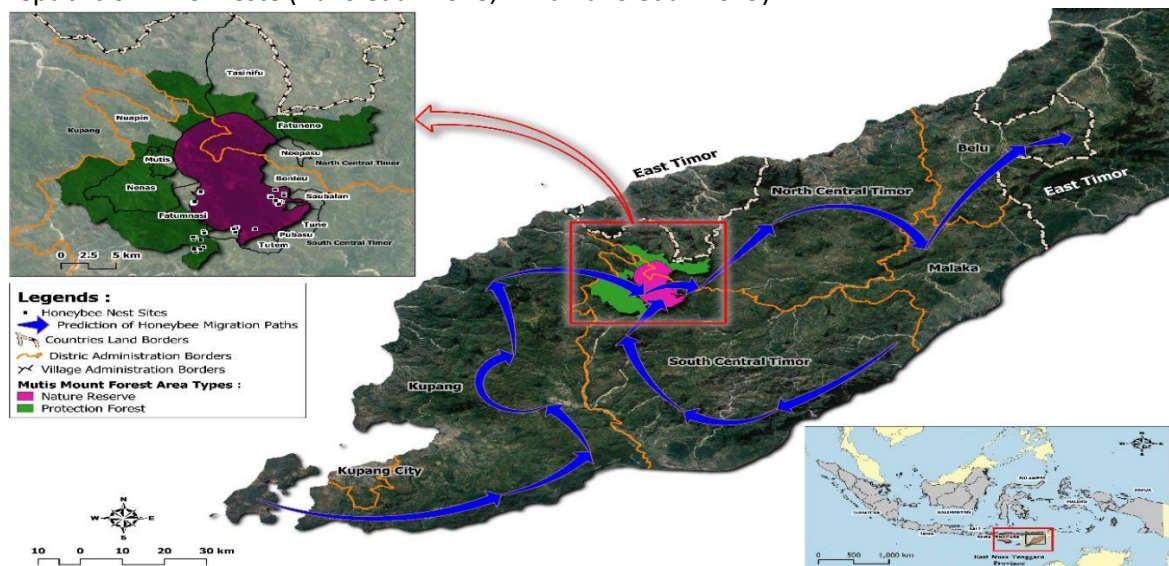 Tasinifu
Nuapin
Kupang
Fatuneno
Noepasu
North Central Timor
Mutis
Bonleu
Nenas
Saubalan
Fatumnasi
Tune
Pubasu
South Central Timor
Tutem
0 2.5 5 km
East Timor
Belu
North Central Timor
East Timor
Malaka
South Central Timor
Kupang
Kupang City
Legends :
Honeybee Nest Sites
Prediction of Honeybee Migration Paths
Countries Land Borders
Distric Administration Borders
Village Administration Borders
Mutis Mount Forest Area Types :
Nature Reserve
Protection Forest
N
W E
S
10 0 10 20 30 km
0 500 1,000 km
East Nusa Tanggara
Province